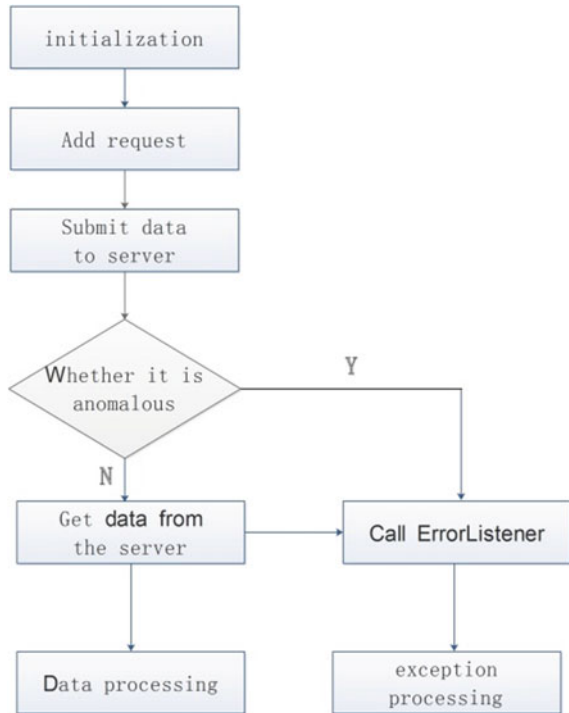 initialization
Add request
Submit data
to server
Whether it is
anomalous
Y
N
Get data from
the server
Call ErrorListener
Data processing
exception
processing